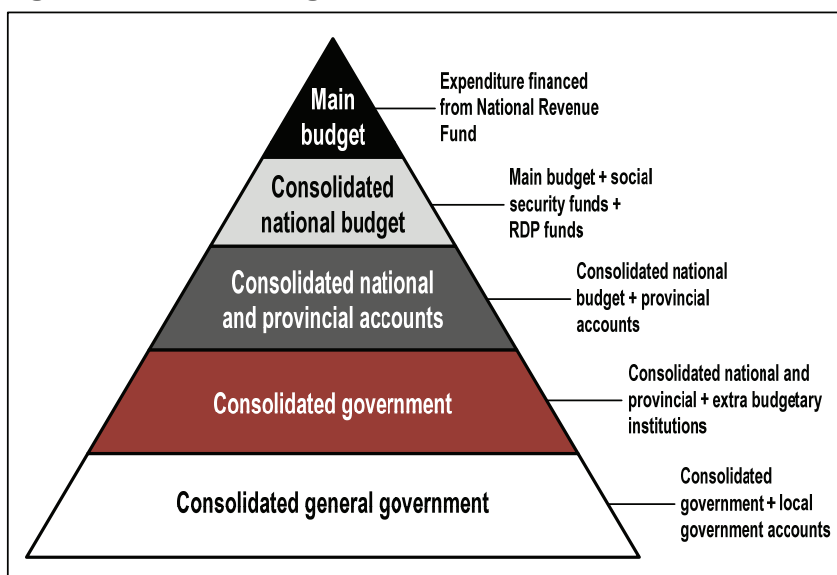 Main
budget
Expenditure financed
from National Revenue
Fund
Consolidated
national budget
Main budget + social
security funds +
RDP funds
Consolidated national
and provincial accounts
Consolidated national
budget + provincial
accounts
Consolidated government
Consolidated national and
provincial + extra budgetary
institutions
Consolidated general government
Consolidated
government + local
government accounts